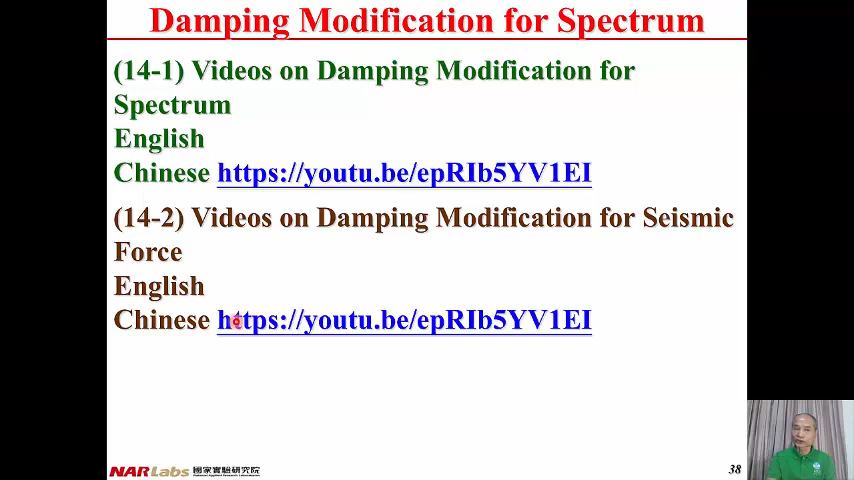 Damping Modification for Spectrum
(14-1) Videos on Damping Modification for
Spectrum
English
Chinese https://youtu.be/epRIb5YV1EI
(14-2) Videos on Damping Modification for Seismic
Force
English
Chinese https://youtu.be/epRIb5YV1EI
NARLabs 國家實驗研究院
38